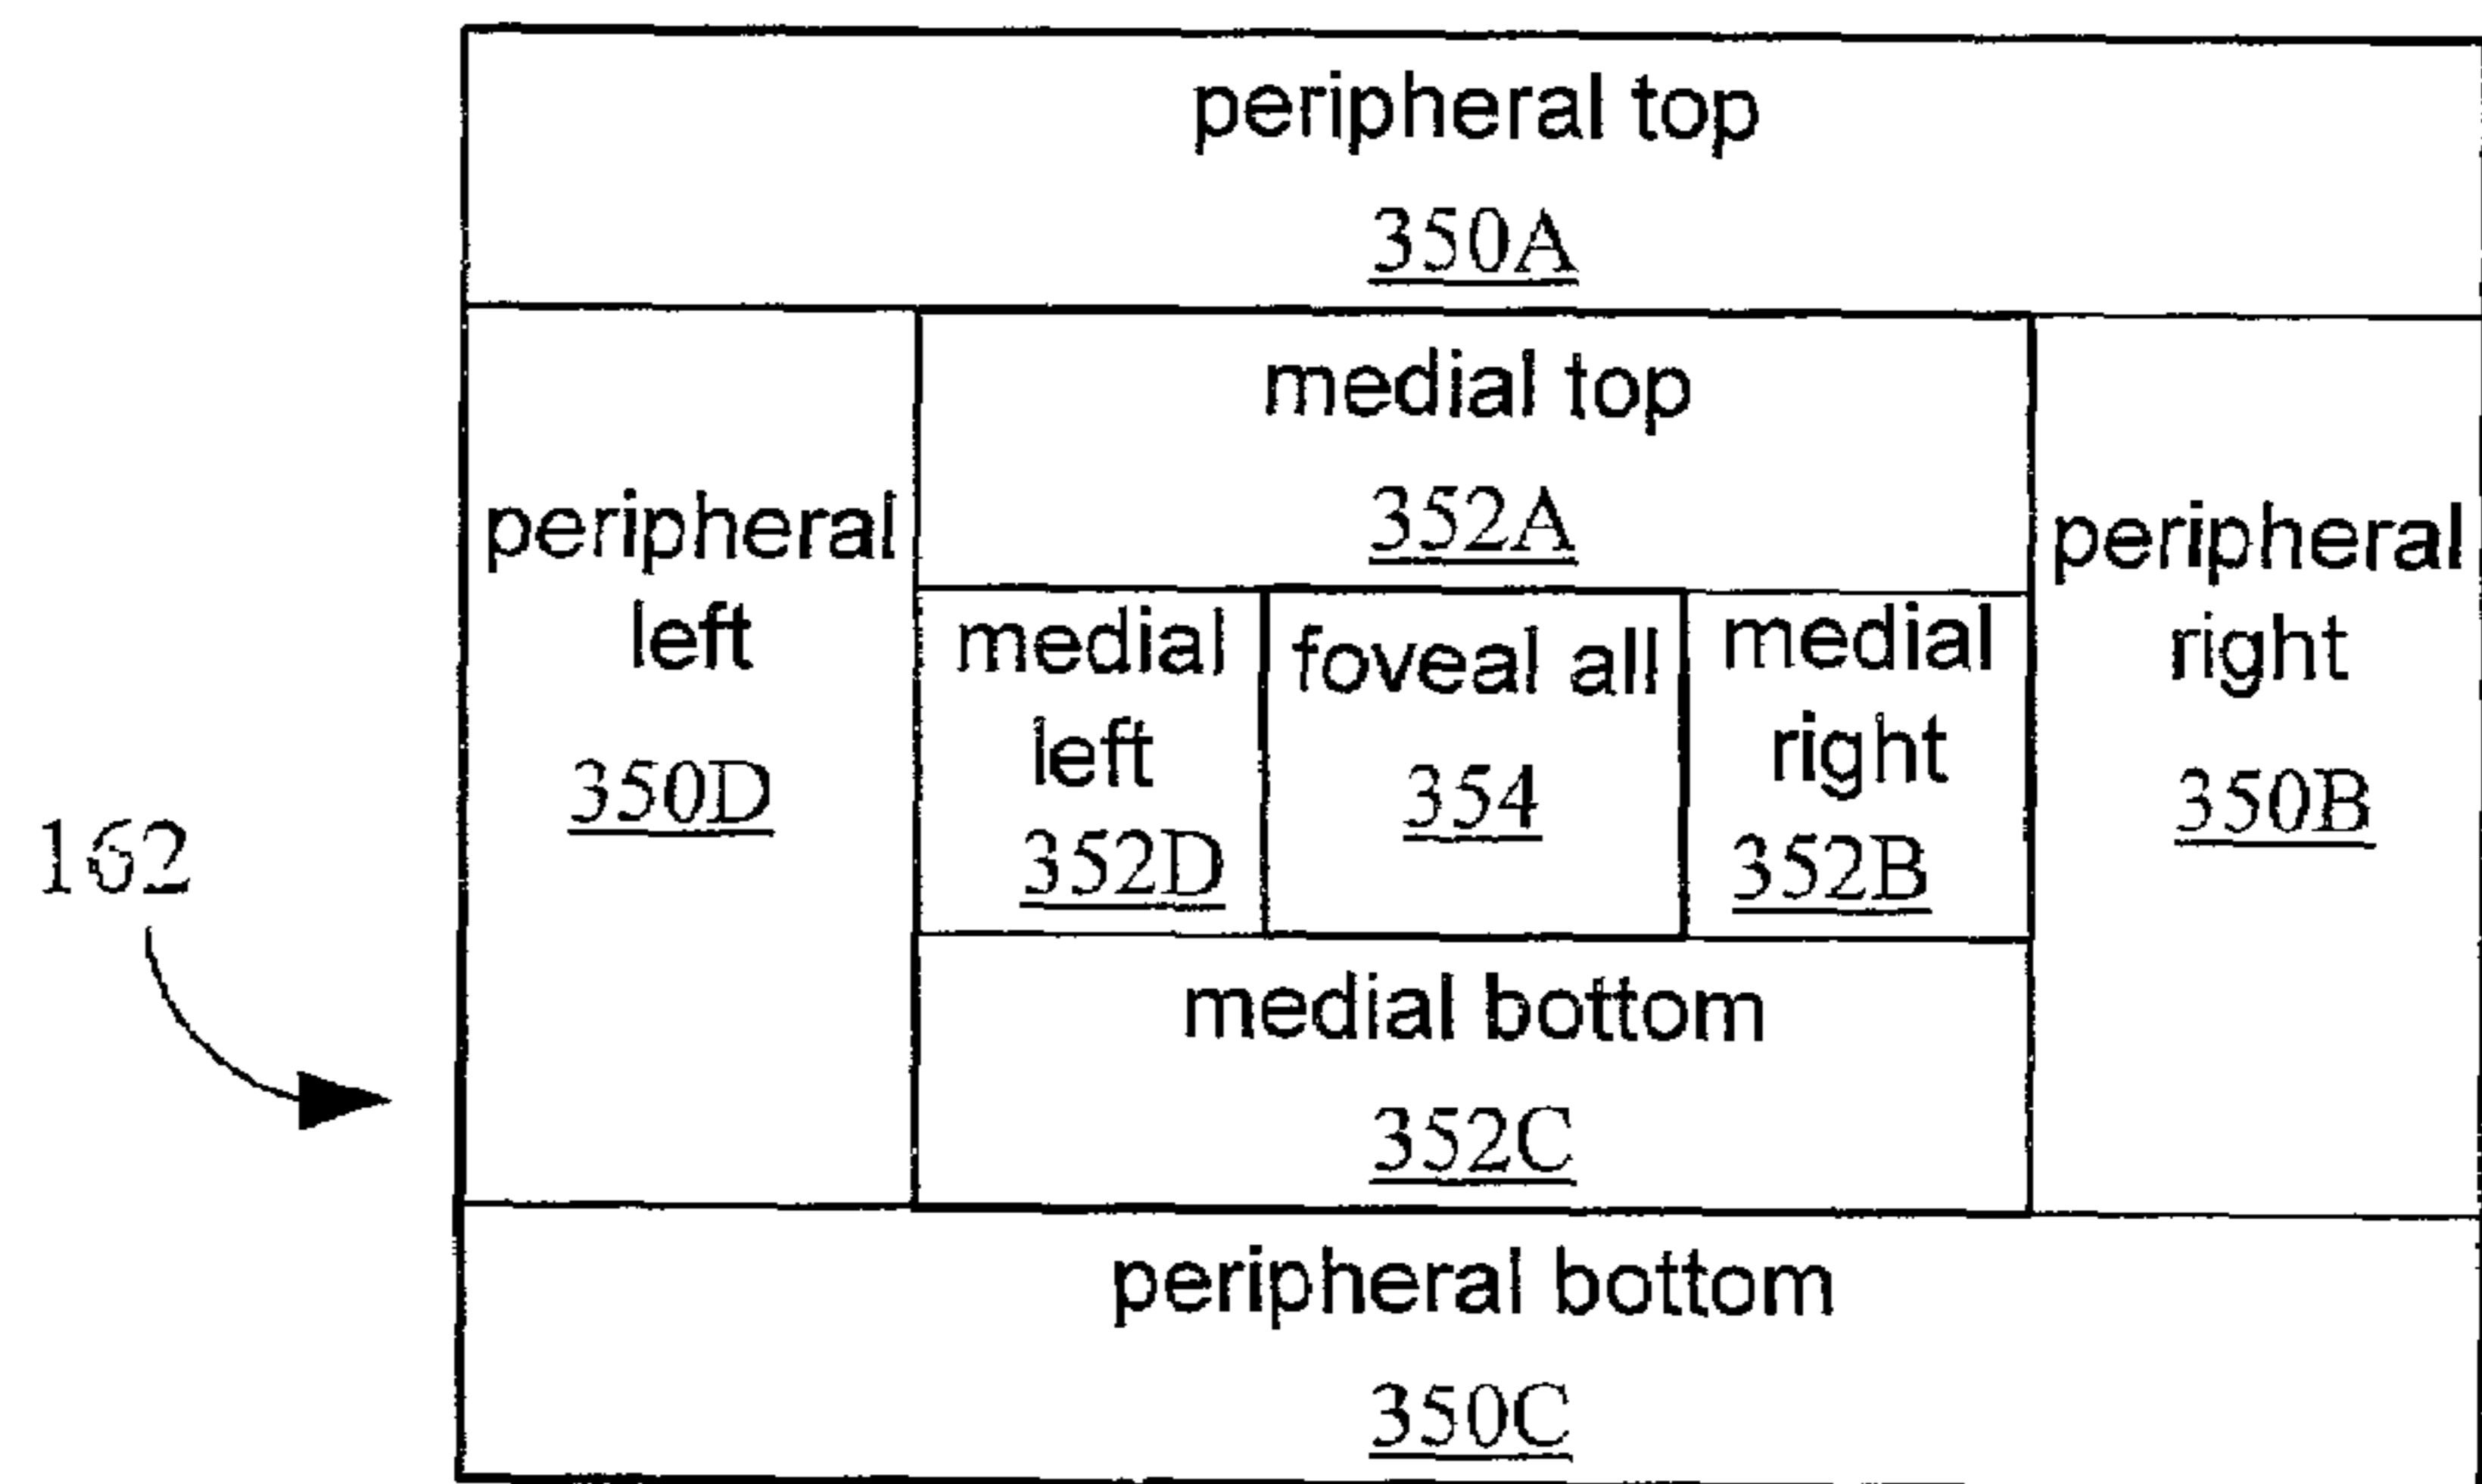 peripheral top
350A
medial top
352A
peripheral
left
350D
medial
left
352D
foveal all
354
medial
right
352B
peripheral
right
350B
162
medial bottom
352C
peripheral bottom
350C